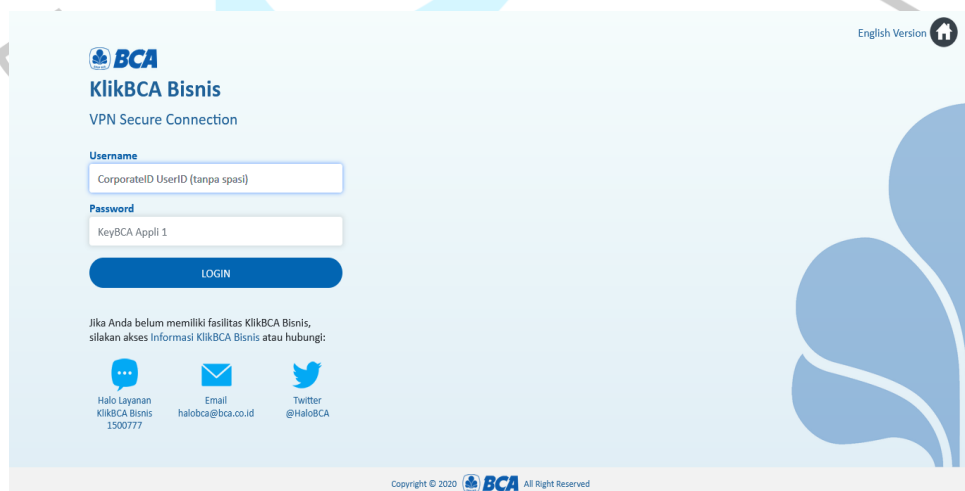 English Version
BCA
KlikBCA Bisnis
VPN Secure Connection
Username
CorporateID UserID (tanpa spasi)
Password
KeyBCA Appli 1
LOGIN
Jika Anda belum memiliki fasilitas KlikBCA Bisnis,
silakan akses Informasi KlikBCA Bisnis atau hubungi:
Halo Layanan
KlikBCA Bisnis
1500777
Email
halobca@bca.co.id
Twitter
@HaloBCA
Copyright © 2020 BCA All Right Reserved